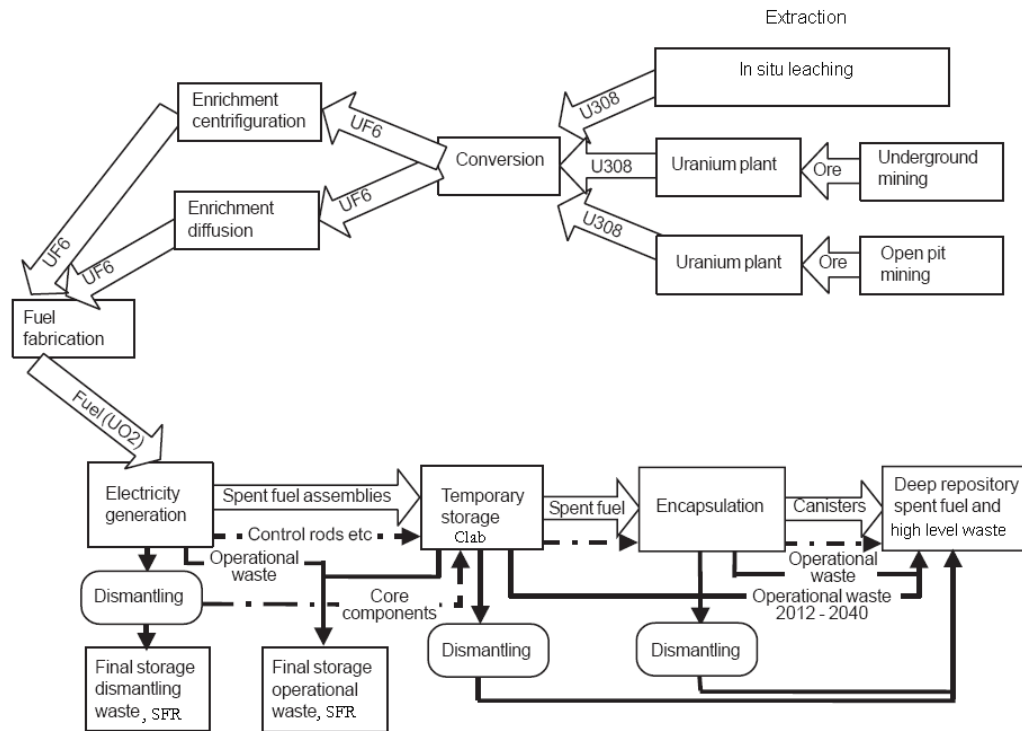 Extraction
In situ leaching
U308
Enrichment
centrifiguration
UF6
Conversion
U308
Uranium plant
Ore
Underground
mining
UF6
Enrichment
diffusion
UF6
U308
Uranium plant
Ore
Open pit
mining
UF6
Fuel
fabrication
Fuel (UO2)
Electricity
generation
Spent fuel assemblies
Temporary
storage
Clab
Spent fuel
Encapsulation
Canisters
Deep repository
spent fuel and
high level waste
Control rods etc
Operational
waste
Operational
waste
Dismantling
Core
components
Operational waste
2012 - 2040
Dismantling
Dismantling
Final storage
dismantling
waste, SFR
Final storage
operational
waste, SFR